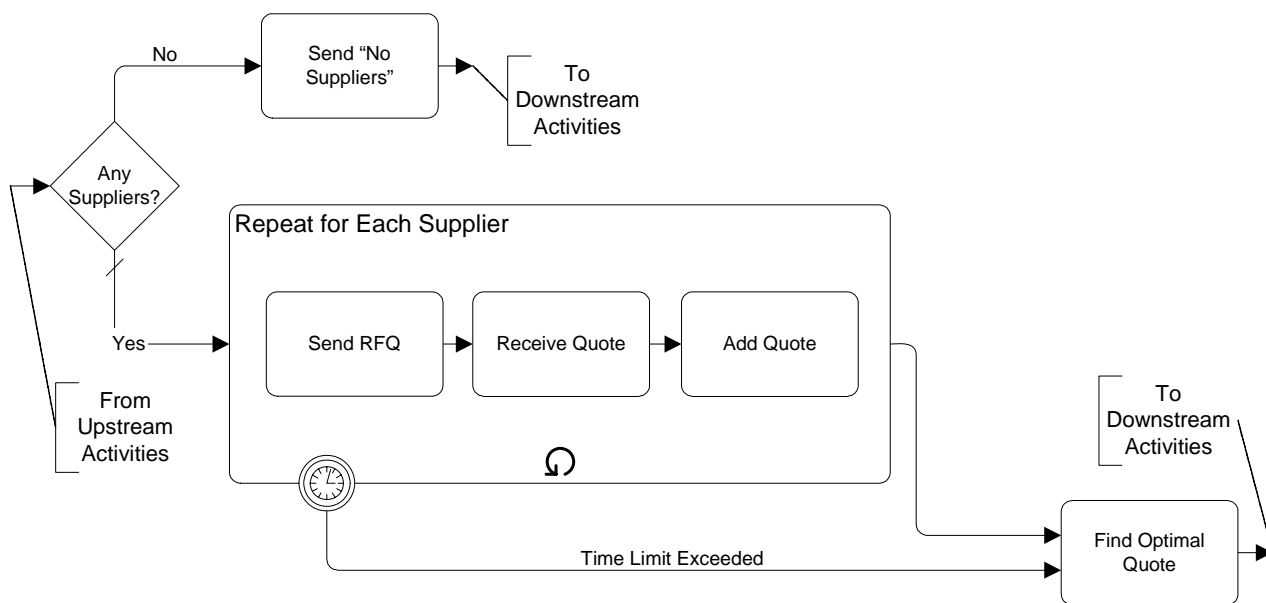 No
Send “No
Suppliers”
To
Downstream
Activities
Any
Suppliers?
Repeat for Each Supplier
Send RFQ
Receive Quote
Add Quote
Yes
From
Upstream
Activities
To
Downstream
Activities
Time Limit Exceeded
Find Optimal
Quote